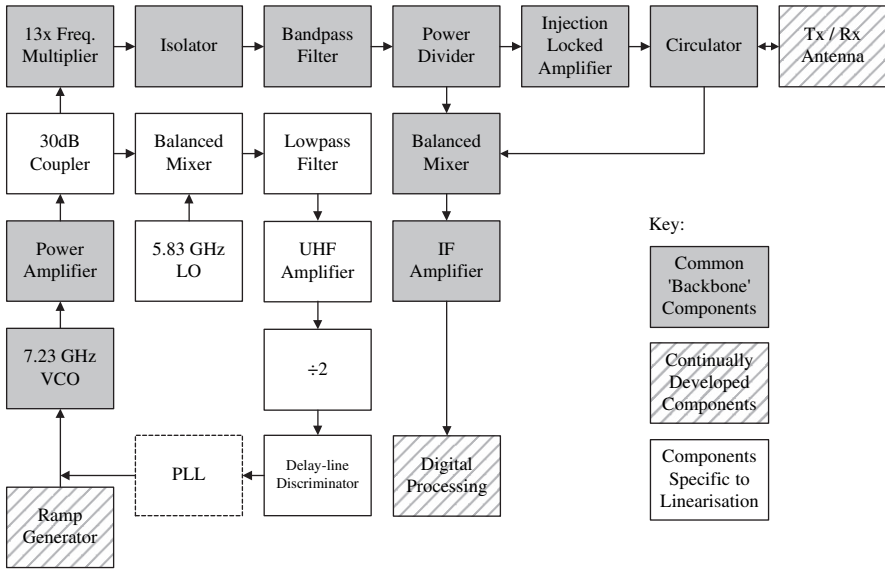 13x Freq.
Multiplier
Isolator
Bandpass
Filter
Power
Divider
Injection
Locked
Amplifier
Circulator
Tx / Rx
Antenna
30dB
Coupler
Balanced
Mixer
Lowpass
Filter
Balanced
Mixer
Power
Amplifier
5.83 GHz
LO
UHF
Amplifier
IF
Amplifier
Key:
Common
'Backbone'
Components
7.23 GHz
VCO
÷2
Continually
Developed
Components
PLL
Delay-line
Discriminator
Digital
Processing
Components
Specific to
Linearisation
Ramp
Generator